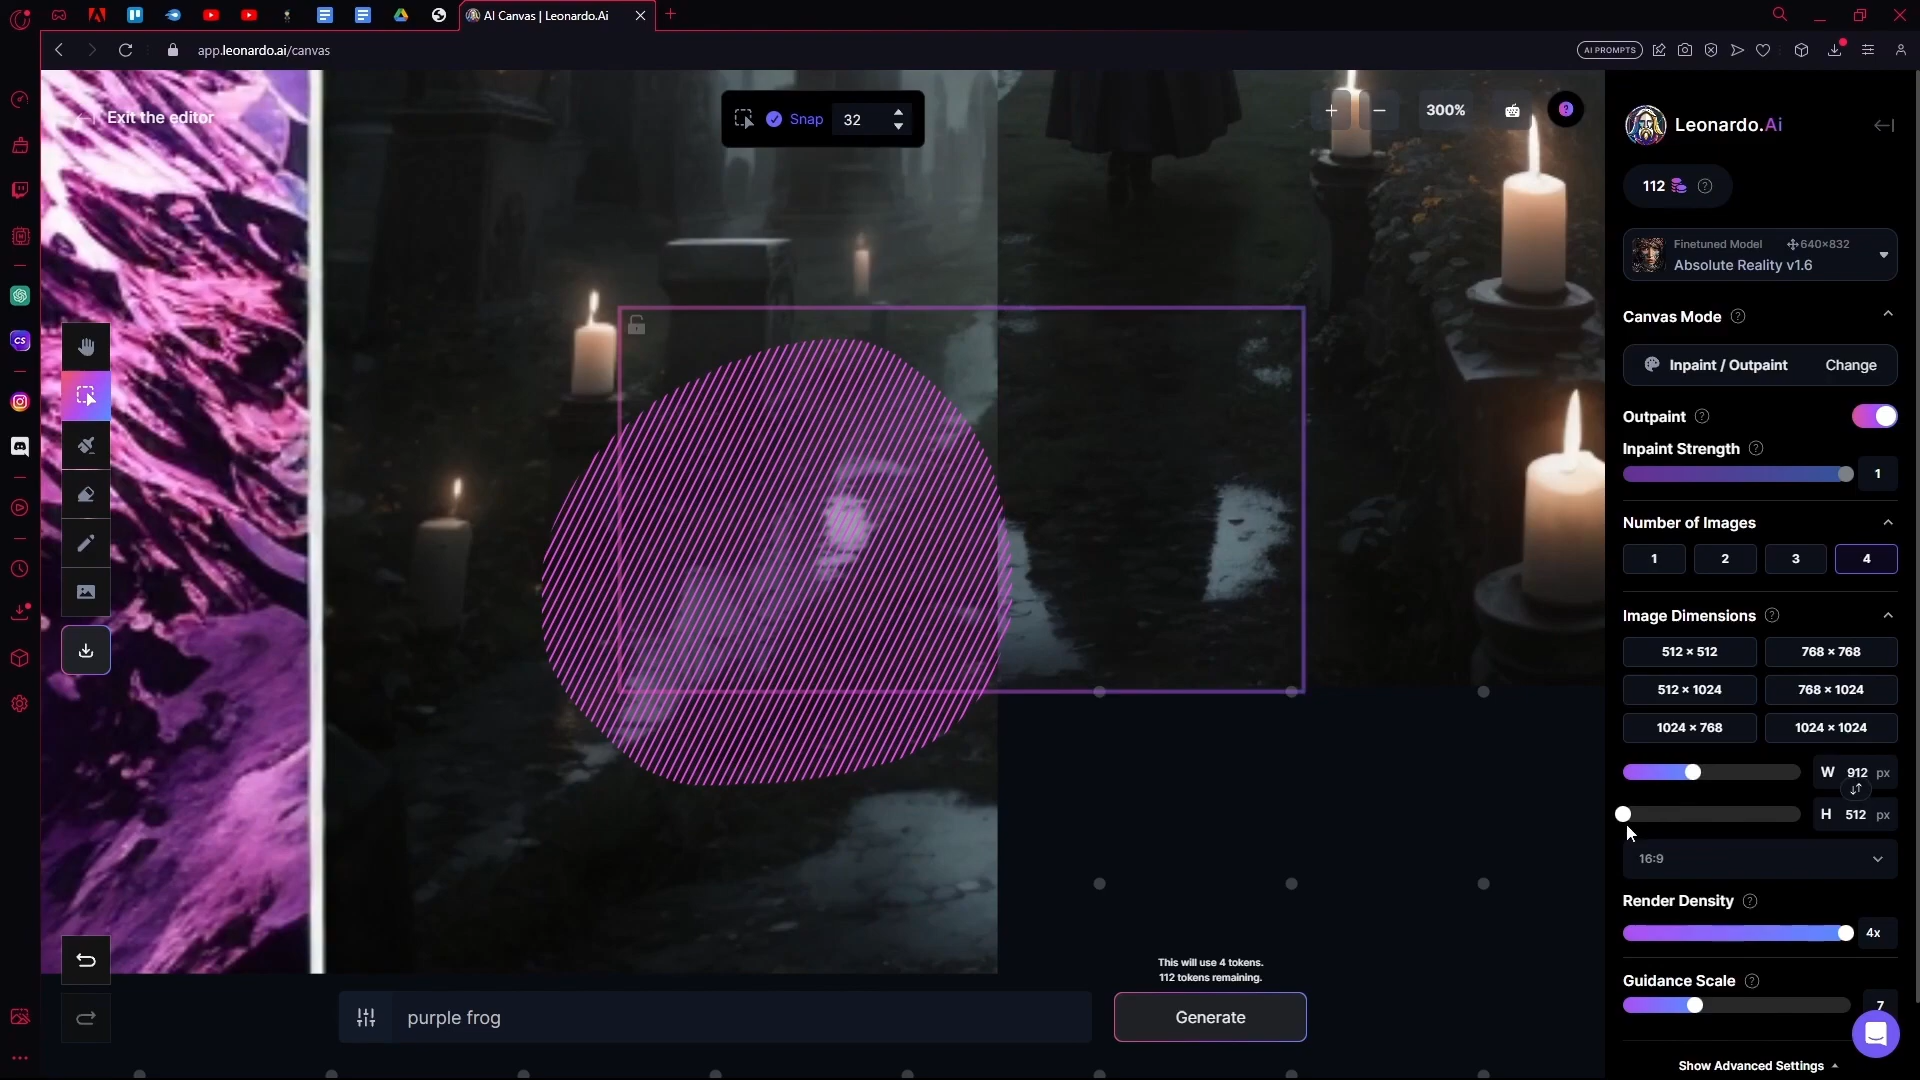 AI Canvas | Leonardo.Ai
app.leonardo.ai/canvas
AI PROMPTS
Exit the editor
Snap 32
300%
Leonardo.Ai
112
Finetuned Model 640×832
Absolute Reality v1.6
Canvas Mode
Inpaint / Outpaint Change
Outpaint
Inpaint Strength
1
Number of Images
1 2 3 4
Image Dimensions
512 × 512 768 × 768
512 × 1024 768 × 1024
1024 × 768 1024 × 1024
W 912 px
H 512 px
16:9
Render Density
4x
Guidance Scale
7
Show Advanced Settings
This will use 4 tokens.
112 tokens remaining.
purple frog
Generate
CS